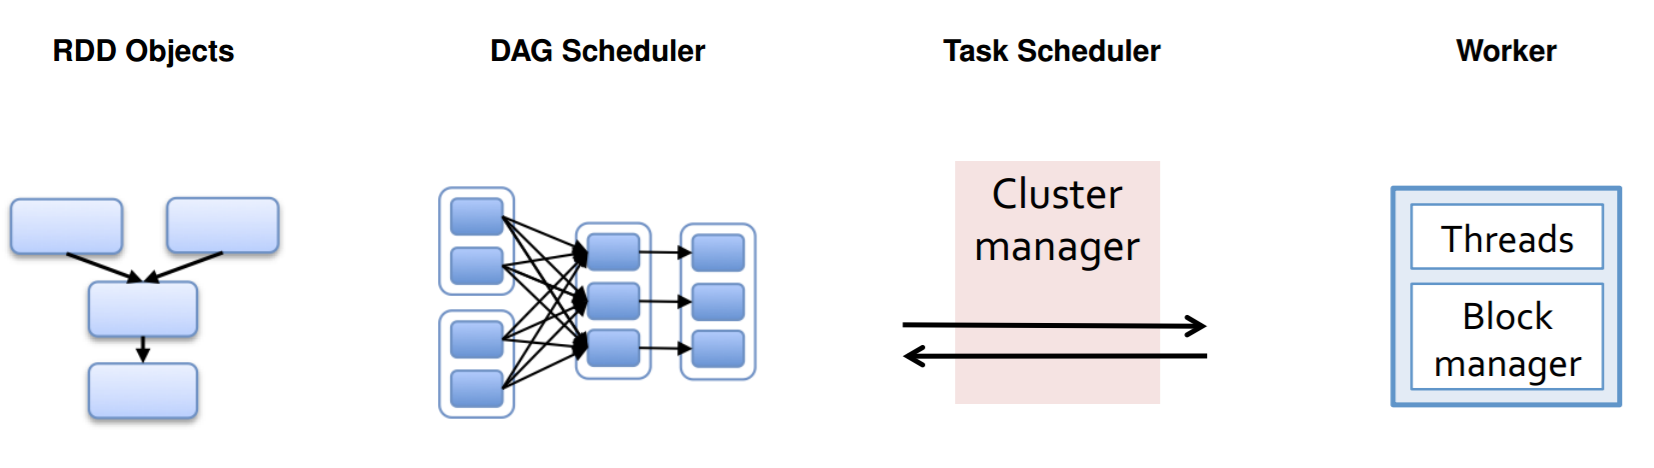 RDD Objects
DAG Scheduler
Task Scheduler
Worker
Cluster
manager
Threads
Block
manager